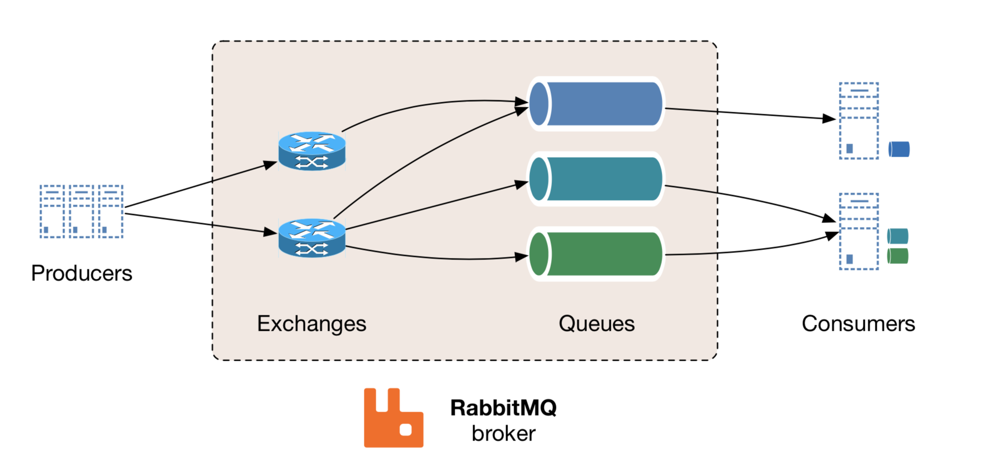 Producers
Exchanges
Queues
Consumers
RabbitMQ
broker